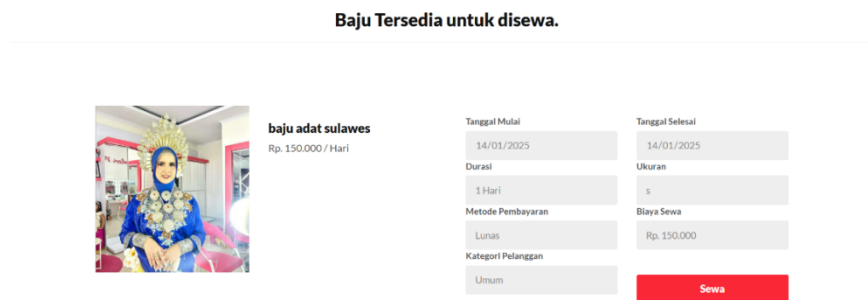 Baju Tersedia untuk disewa.
baju adat sulawes
Rp. 150.000 / Hari
Tanggal Mulai
Tanggal Selesai
14/01/2025
14/01/2025
Durasi
Ukuran
1 Hari
s
Metode Pembayaran
Biaya Sewa
Lunas
Rp. 150.000
Kategori Pelanggan
Umum
Sewa